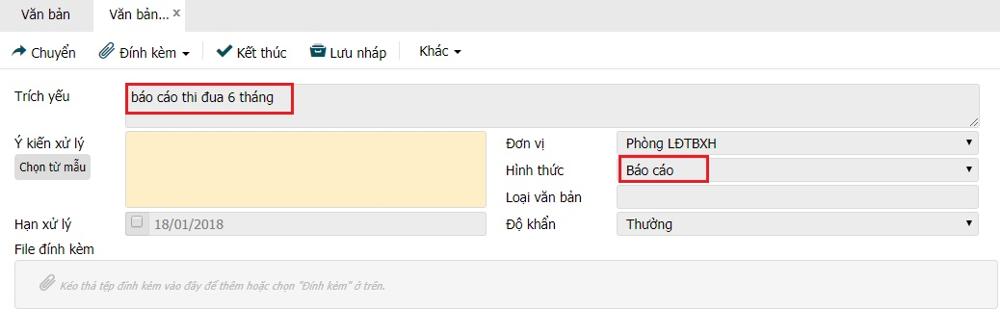 Văn bản Văn bản... x
Chuyển Đính kèm Kết thúc Lưu nháp Khác
Trích yếu báo cáo thi đua 6 tháng
Ý kiến xử lý Đơn vị Phòng LĐTBXH
Chọn từ mẫu Hình thức Báo cáo
Loại văn bản
Hạn xử lý 18/01/2018 Độ khẩn Thường
File đính kèm
Kéo thả tệp đính kèm vào đây để thêm hoặc chọn "Đính kèm" ở trên.